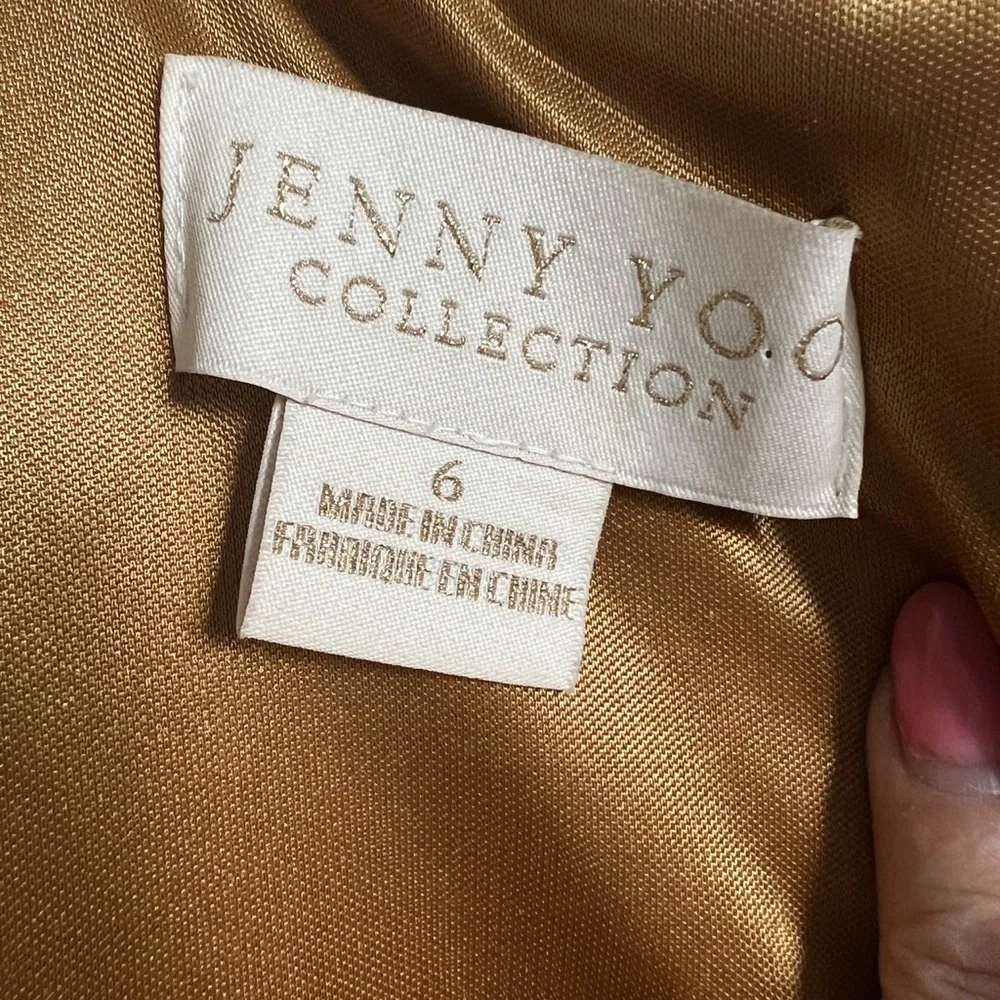 JENNY YOO
COLLECTION
6
MADE IN CHINA
FABRIQUE EN CHINE